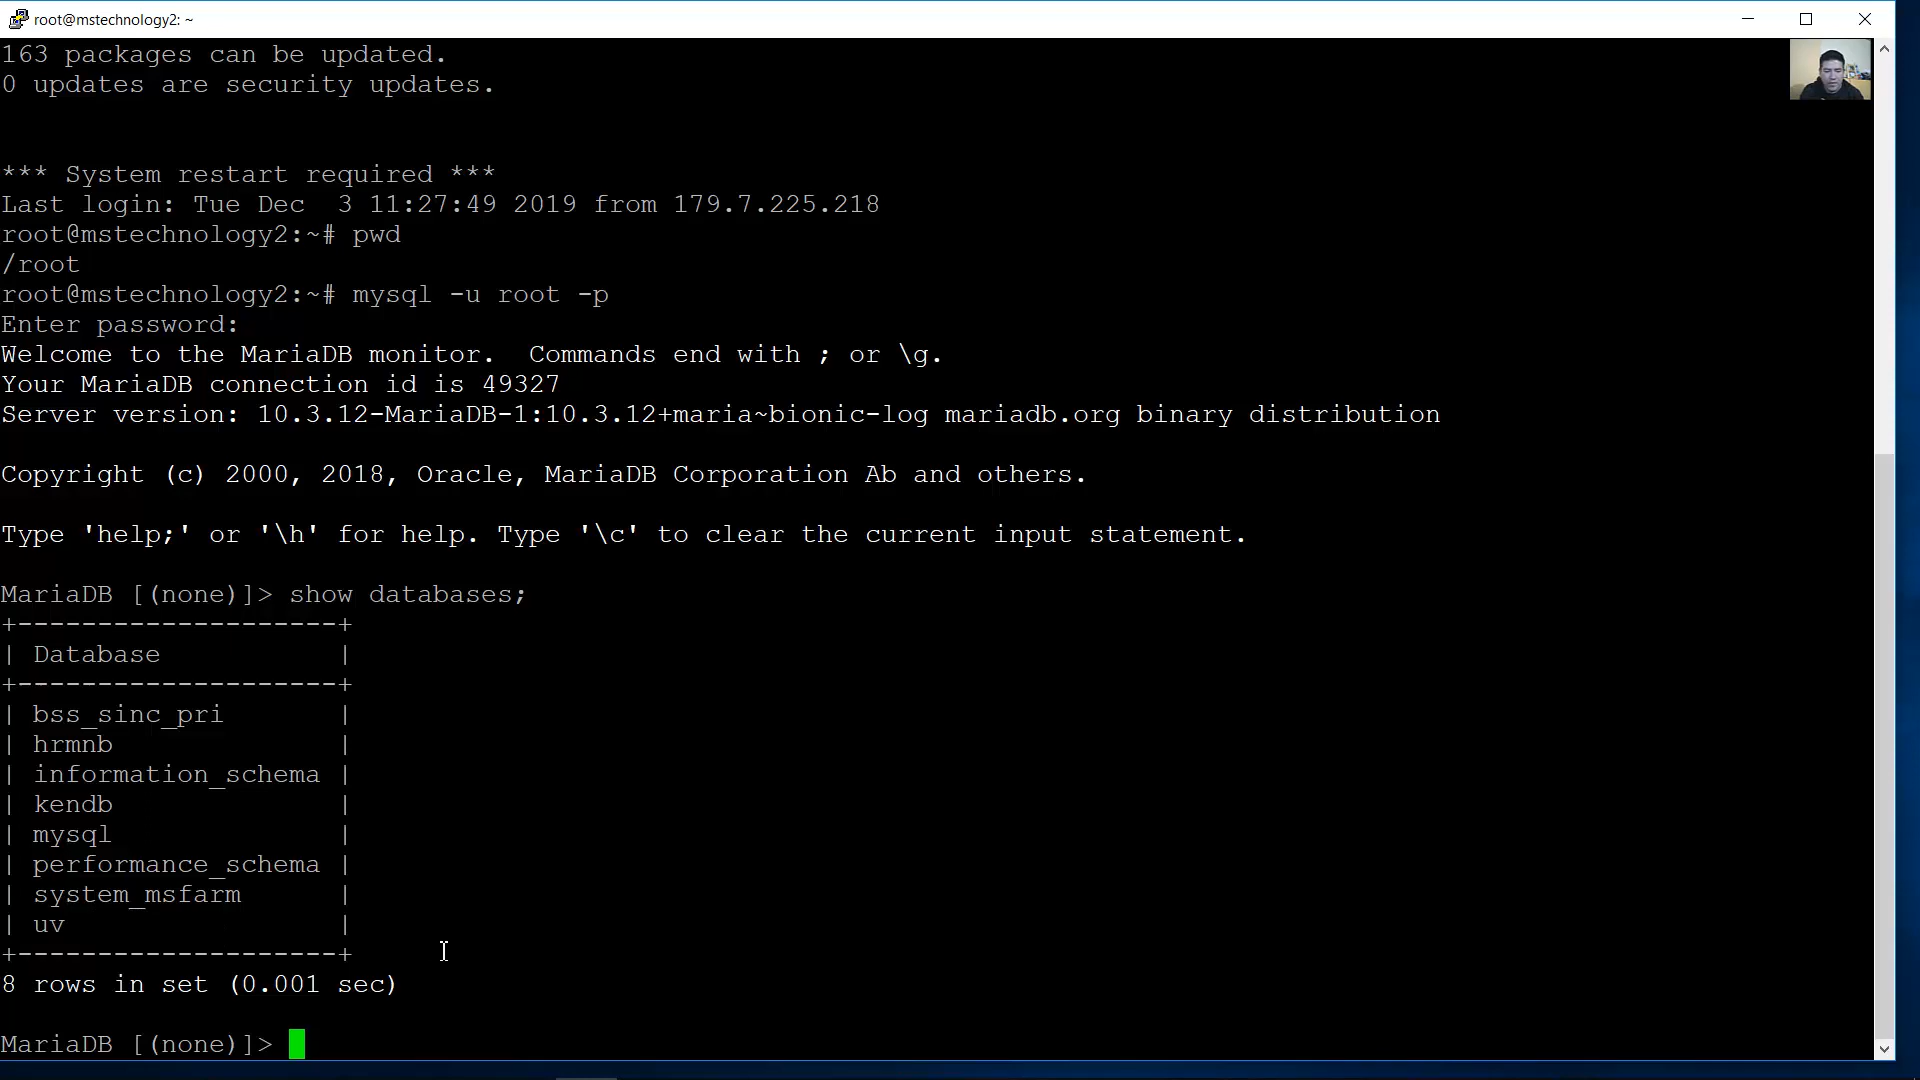 root@mstechnology2: ~
163 packages can be updated.
0 updates are security updates.
*** System restart required ***
Last login: Tue Dec  3 11:27:49 2019 from 179.7.225.218
root@mstechnology2:~# pwd
/root
root@mstechnology2:~# mysql -u root -p
Enter password:
Welcome to the MariaDB monitor.  Commands end with ; or \g.
Your MariaDB connection id is 49327
Server version: 10.3.12-MariaDB-1:10.3.12+maria~bionic-log mariadb.org binary distribution
Copyright (c) 2000, 2018, Oracle, MariaDB Corporation Ab and others.
Type 'help;' or '\h' for help. Type '\c' to clear the current input statement.
MariaDB [(none)]> show databases;
+--------------------+
| Database           |
+--------------------+
| bss_sinc_pri       |
| hrmnb              |
| information_schema |
| kendb              |
| mysql              |
| performance_schema |
| system_msfarm      |
| uv                 |
+--------------------+
8 rows in set (0.001 sec)
MariaDB [(none)]>